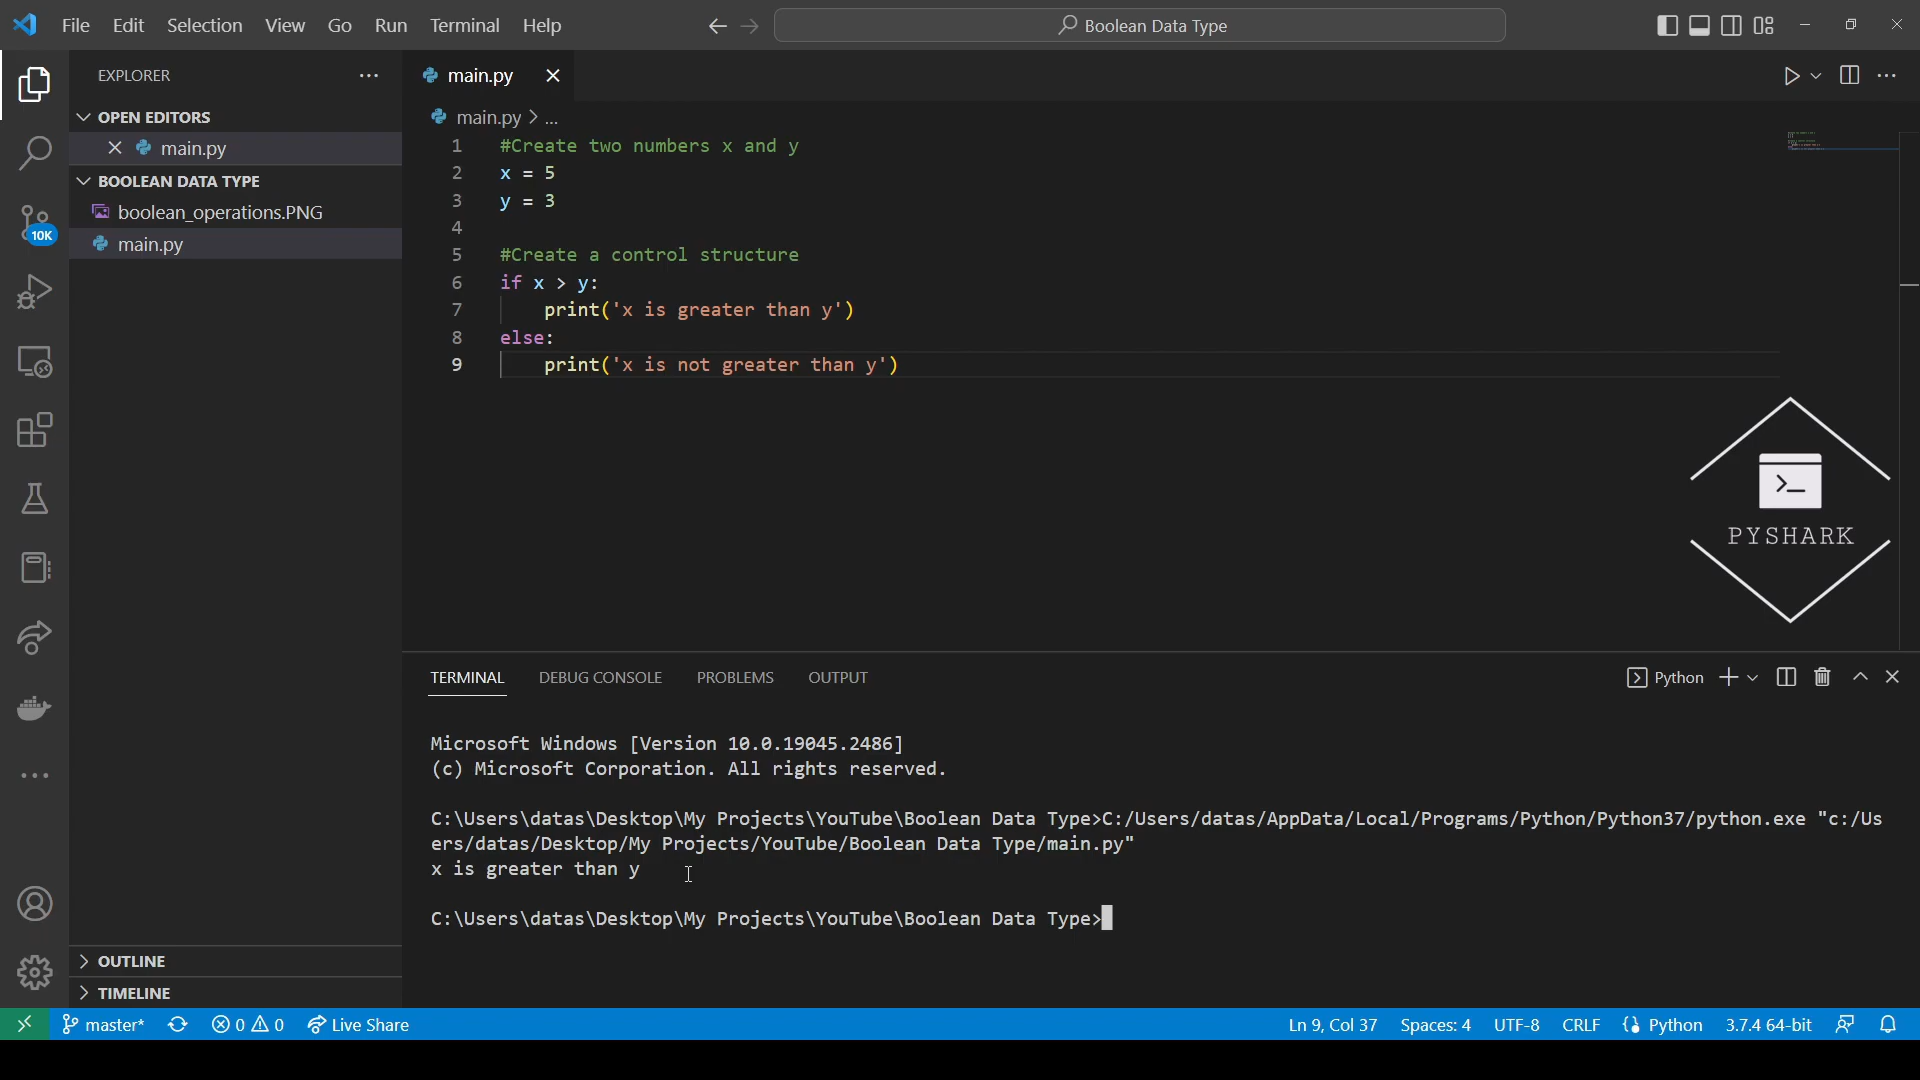 File Edit Selection View Go Run Terminal Help
Boolean Data Type
EXPLORER
OPEN EDITORS
main.py
BOOLEAN DATA TYPE
boolean_operations.PNG
main.py
10K
OUTLINE
TIMELINE
main.py
main.py > ...
1 #Create two numbers x and y
2 x = 5
3 y = 3
4
5 #Create a control structure
6 if x > y:
7 print('x is greater than y')
8 else:
9 print('x is not greater than y')
>_
PYSHARK
TERMINAL DEBUG CONSOLE PROBLEMS OUTPUT
Python
Microsoft Windows [Version 10.0.19045.2486]
(c) Microsoft Corporation. All rights reserved.
C:\Users\datas\Desktop\My Projects\YouTube\Boolean Data Type>C:/Users/datas/AppData/Local/Programs/Python/Python37/python.exe "c:/Us
ers/datas/Desktop/My Projects/YouTube/Boolean Data Type/main.py"
x is greater than y
C:\Users\datas\Desktop\My Projects\YouTube\Boolean Data Type>
master* 0 0 Live Share Ln 9, Col 37 Spaces: 4 UTF-8 CRLF Python 3.7.4 64-bit